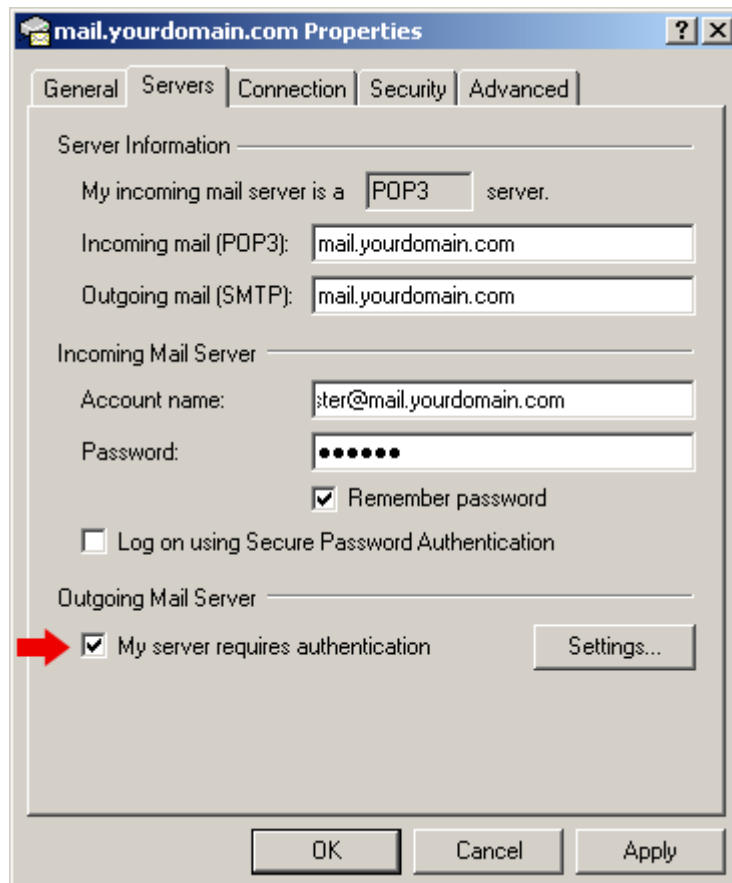 mail.yourdomain.com Properties
General Servers Connection Security Advanced
Server Information
My incoming mail server is a POP3 server.
Incoming mail (POP3): mail.yourdomain.com
Outgoing mail (SMTP): mail.yourdomain.com
Incoming Mail Server
Account name: ster@mail.yourdomain.com
Password: ●●●●●●
Remember password
Log on using Secure Password Authentication
Outgoing Mail Server
My server requires authentication Settings...
OK Cancel Apply